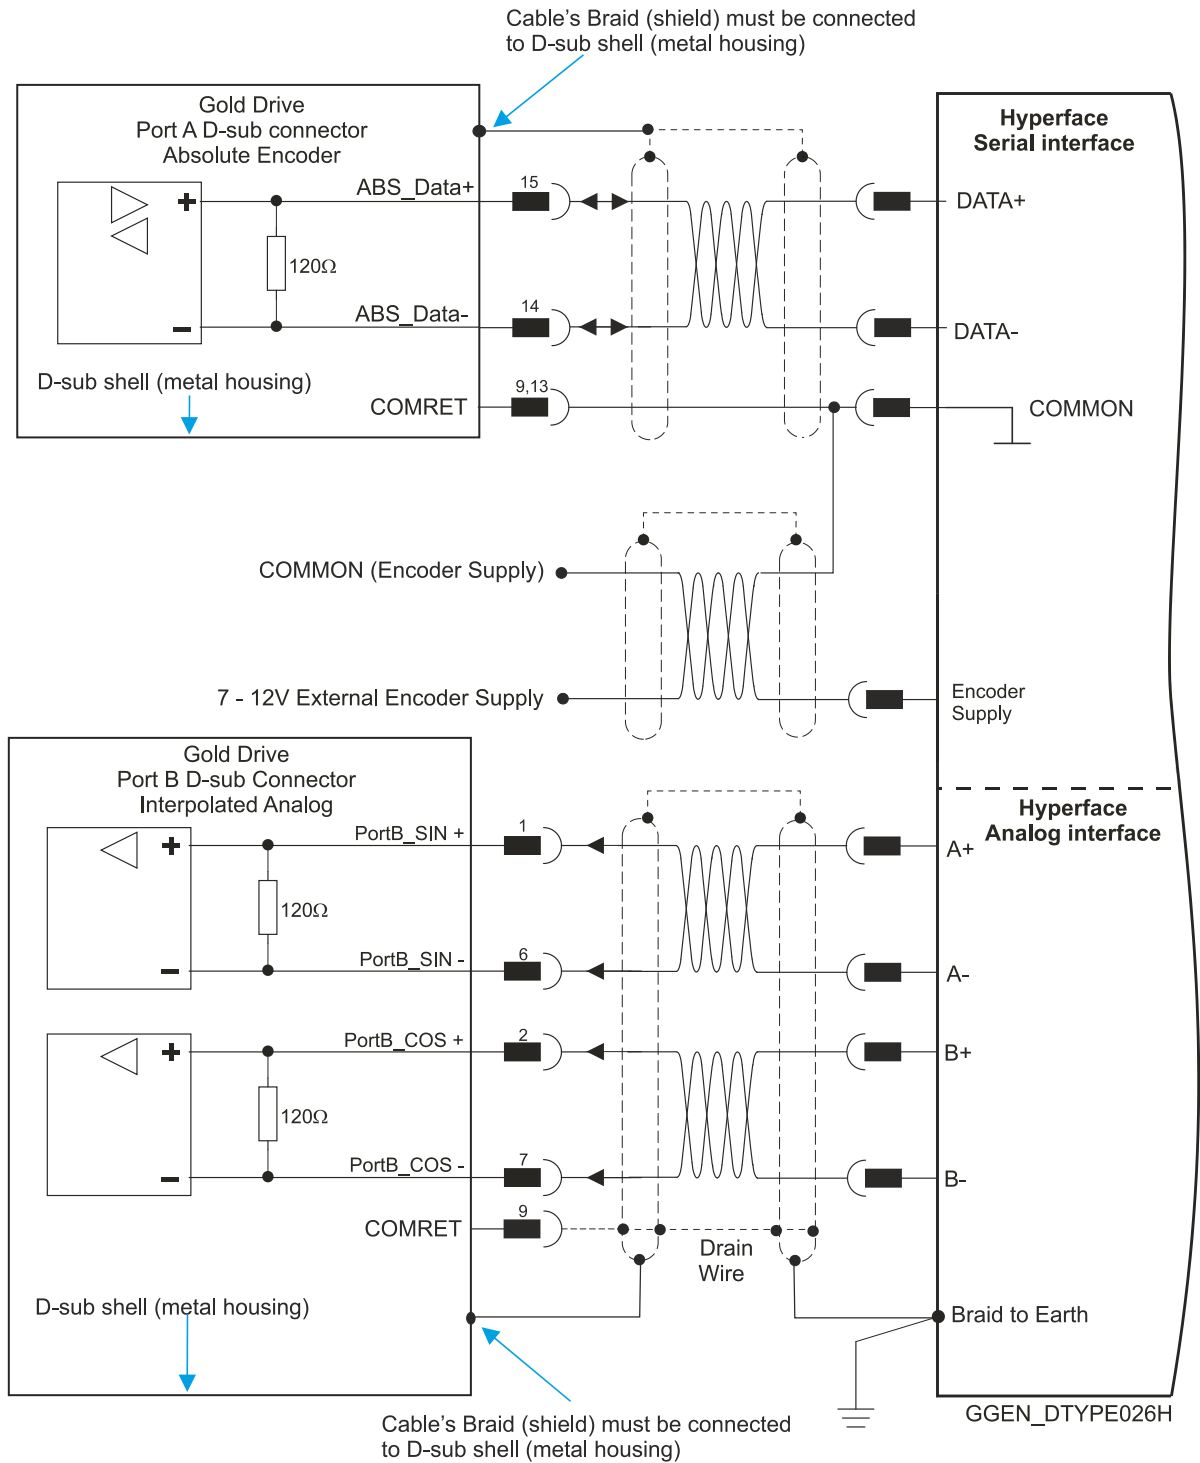 Cable's Braid (shield) must be connected
to D-sub shell (metal housing)
Gold Drive
Port A D-sub connector
Absolute Encoder
Hyperface
Serial interface
ABS_Data+
15
DATA+
+
120Ω
ABS_Data-
14
DATA-
-
D-sub shell (metal housing)
COMRET
9,13
COMMON
COMMON (Encoder Supply)
7 - 12V External Encoder Supply
Encoder
Supply
Gold Drive
Port B D-sub Connector
Interpolated Analog
Hyperface
Analog interface
PortB_SIN +
1
A+
+
120Ω
PortB_SIN -
6
A-
-
PortB_COS +
2
B+
+
120Ω
PortB_COS -
7
B-
-
COMRET
9
Drain
Wire
D-sub shell (metal housing)
Braid to Earth
GGEN_DTYPE026H
Cable's Braid (shield) must be connected
to D-sub shell (metal housing)